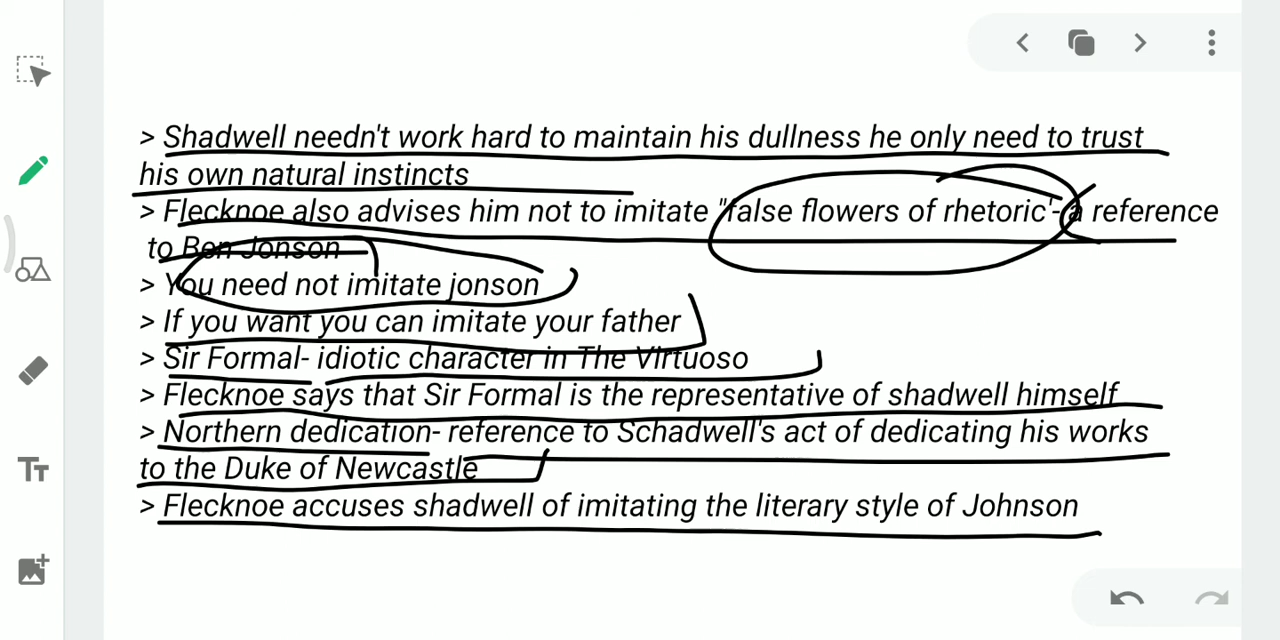 > Shadwell needn't work hard to maintain his dullness he only need to trust
his own natural instincts
> Flecknoe also advises him not to imitate "false flowers of rhetoric'- a reference
to Ben Jonson
> You need not imitate jonson
> If you want you can imitate your father
> Sir Formal- idiotic character in The Virtuoso
> Flecknoe says that Sir Formal is the representative of shadwell himself
> Northern dedication- reference to Schadwell's act of dedicating his works
to the Duke of Newcastle
> Flecknoe accuses shadwell of imitating the literary style of Johnson
Tт